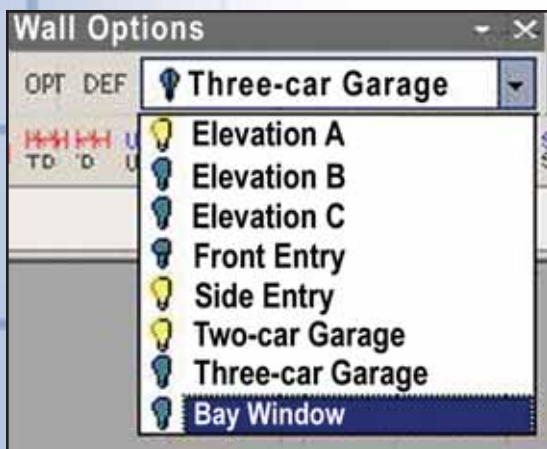 Wall Options
OPT DEF Three-car Garage
Elevation A
TD 'D U
Elevation B
Elevation C
Front Entry
Side Entry
Two-car Garage
Three-car Garage
Bay Window